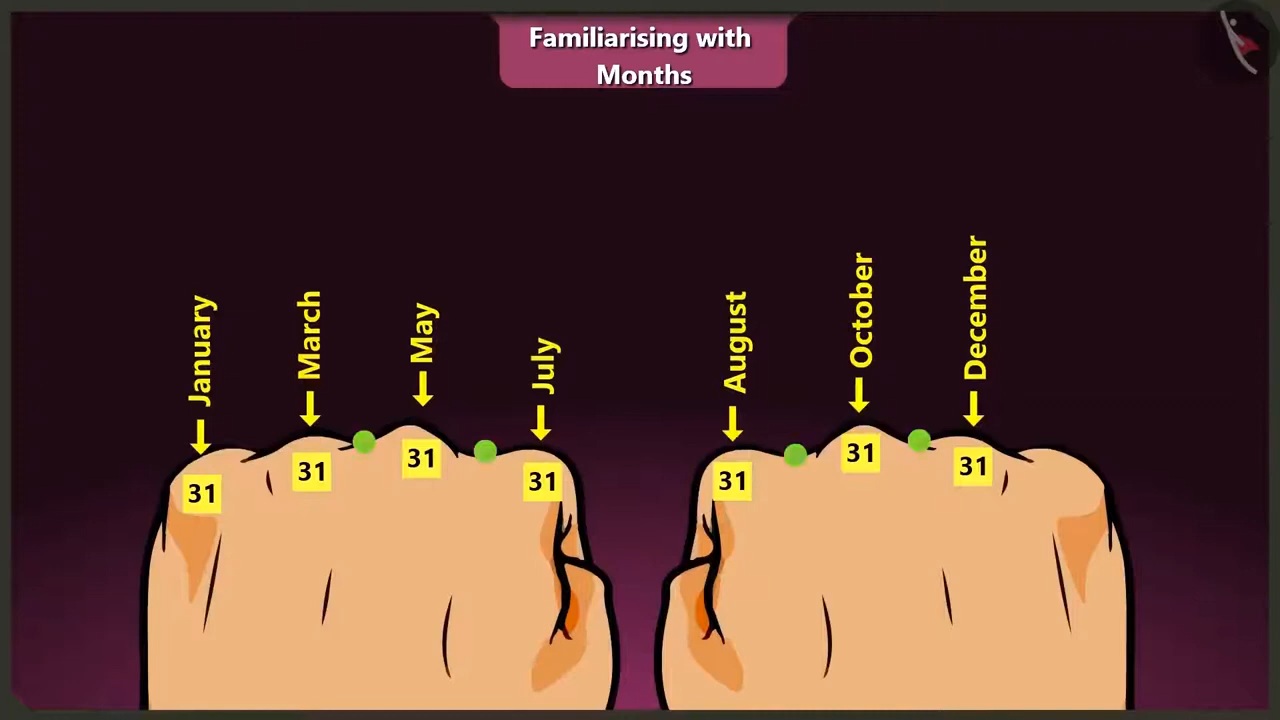 Familiarising with
Months
January
March
May
July
August
October
December
31
31
31
31
31
31
31